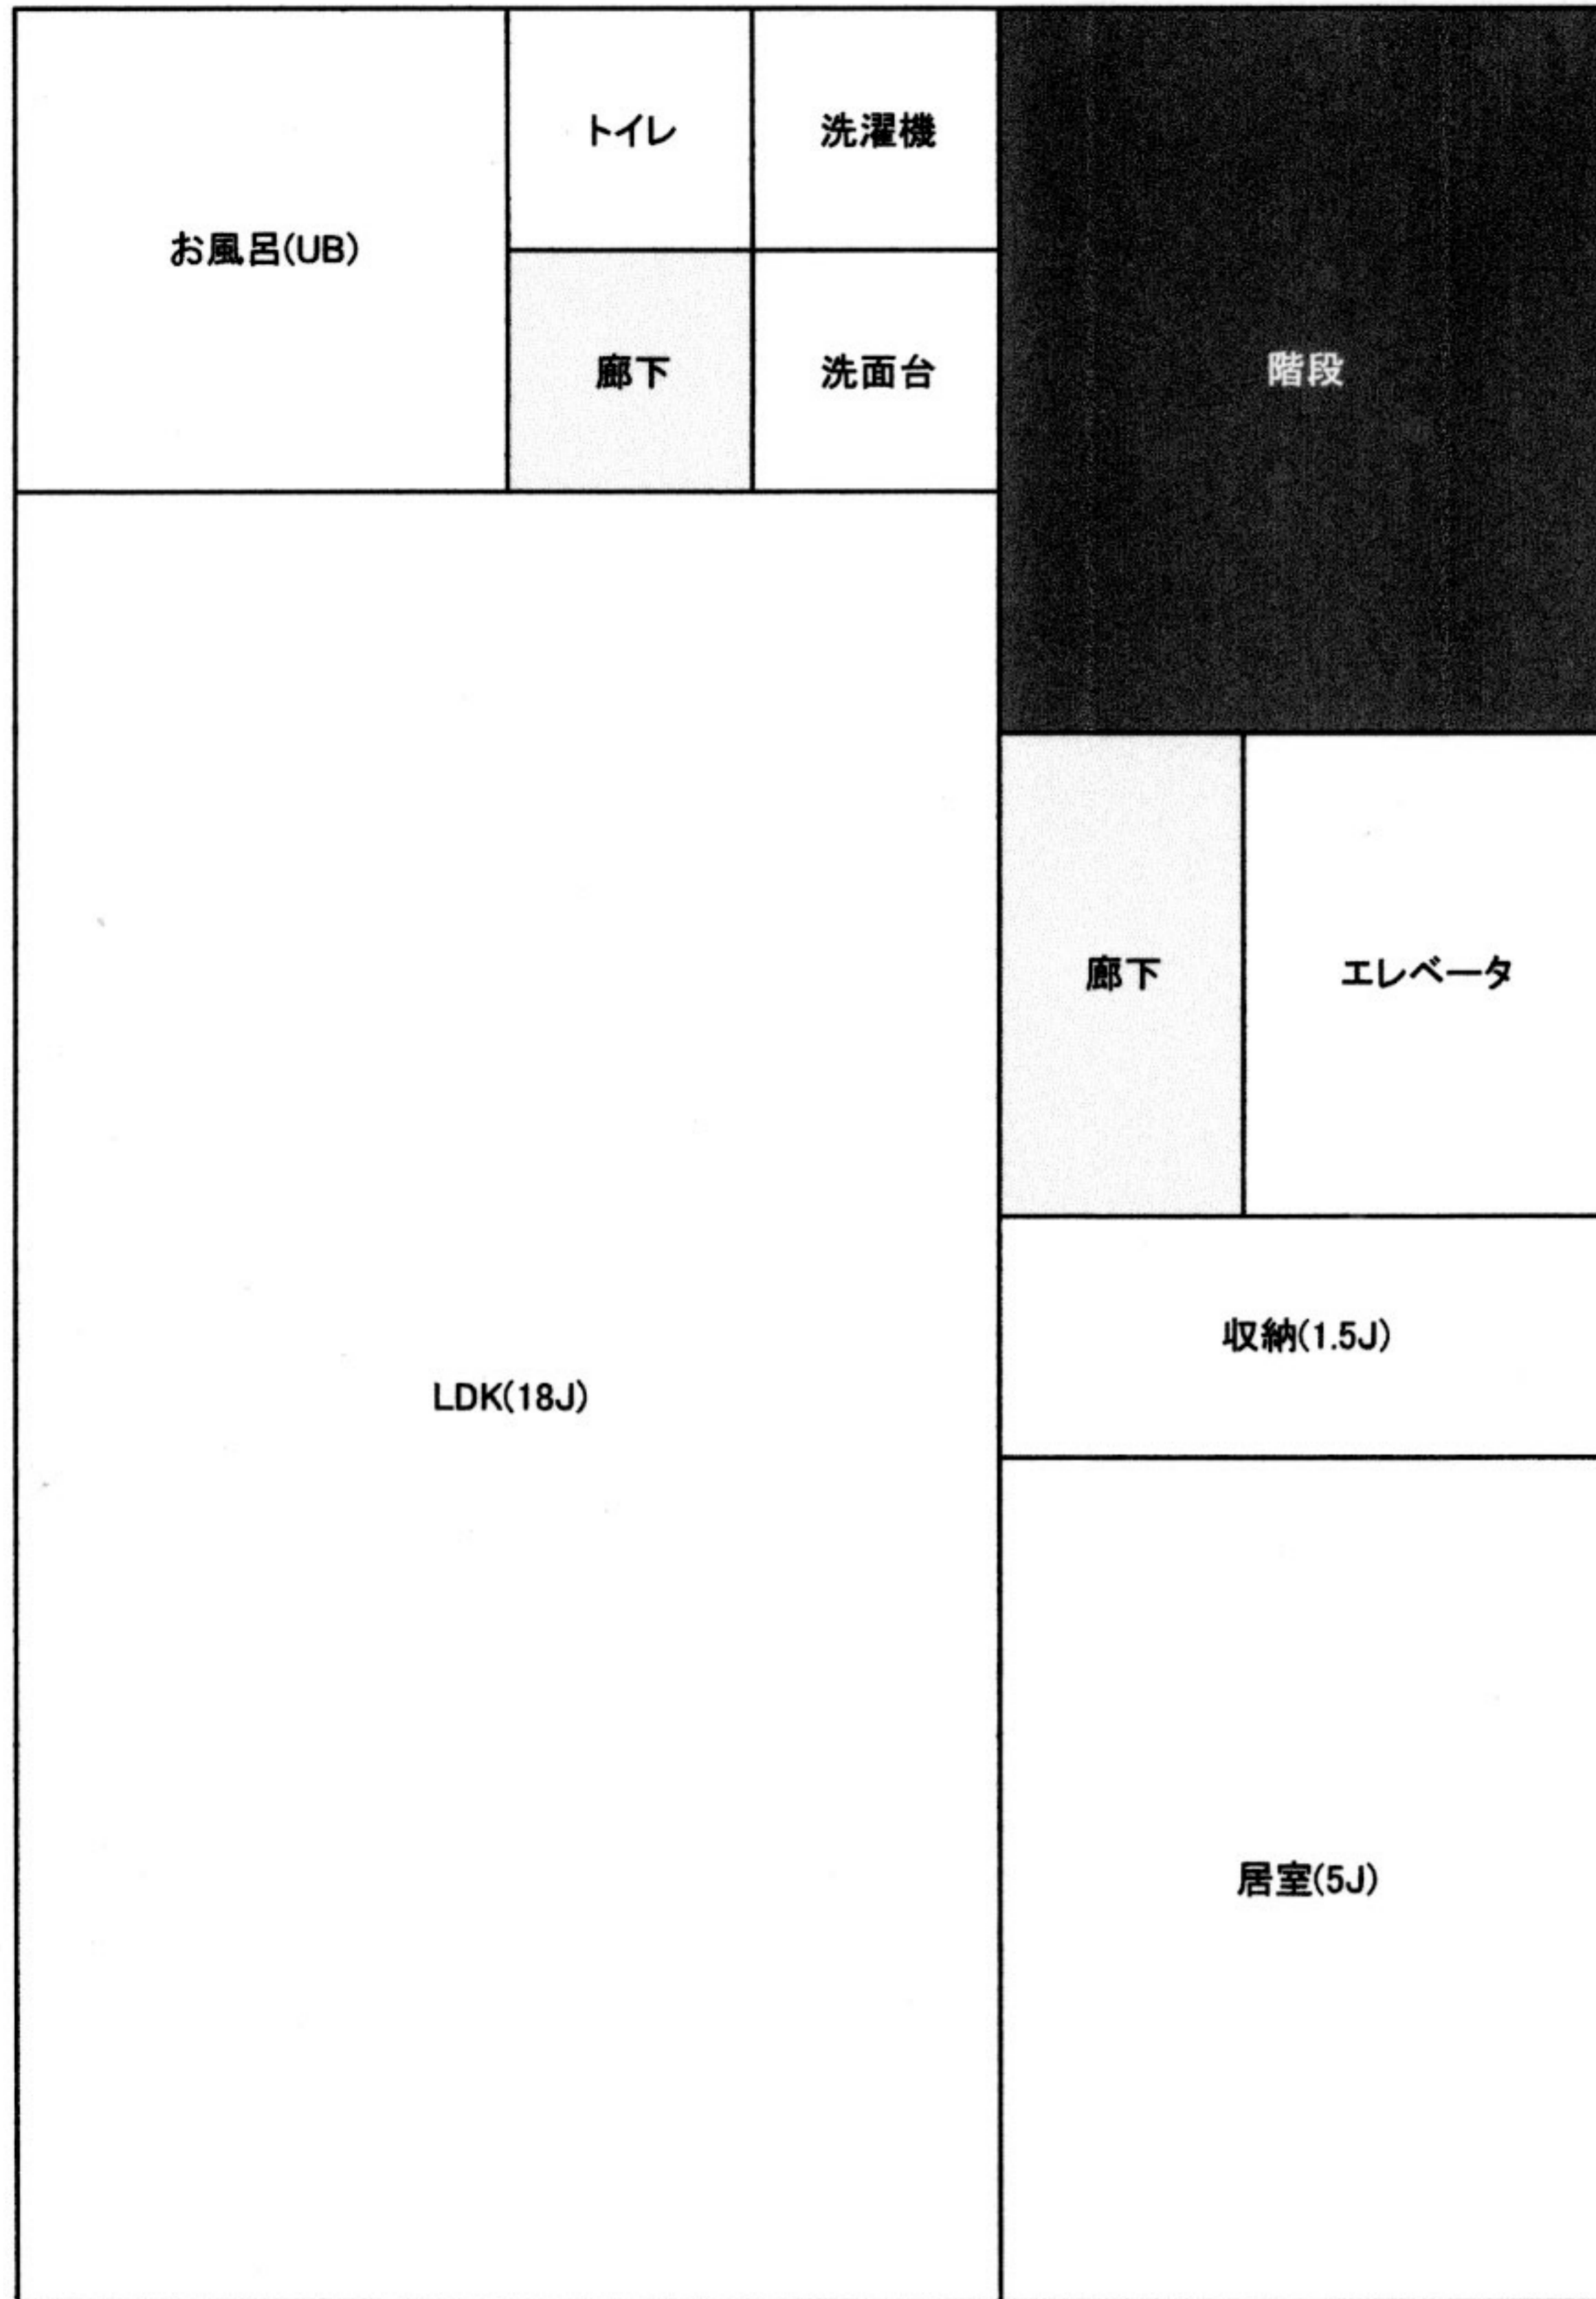 トイレ
洗濯機
お風呂(UB)
廊下
洗面台
階段
廊下
エレベータ
収納(1.5J)
LDK(18J)
居室(5J)